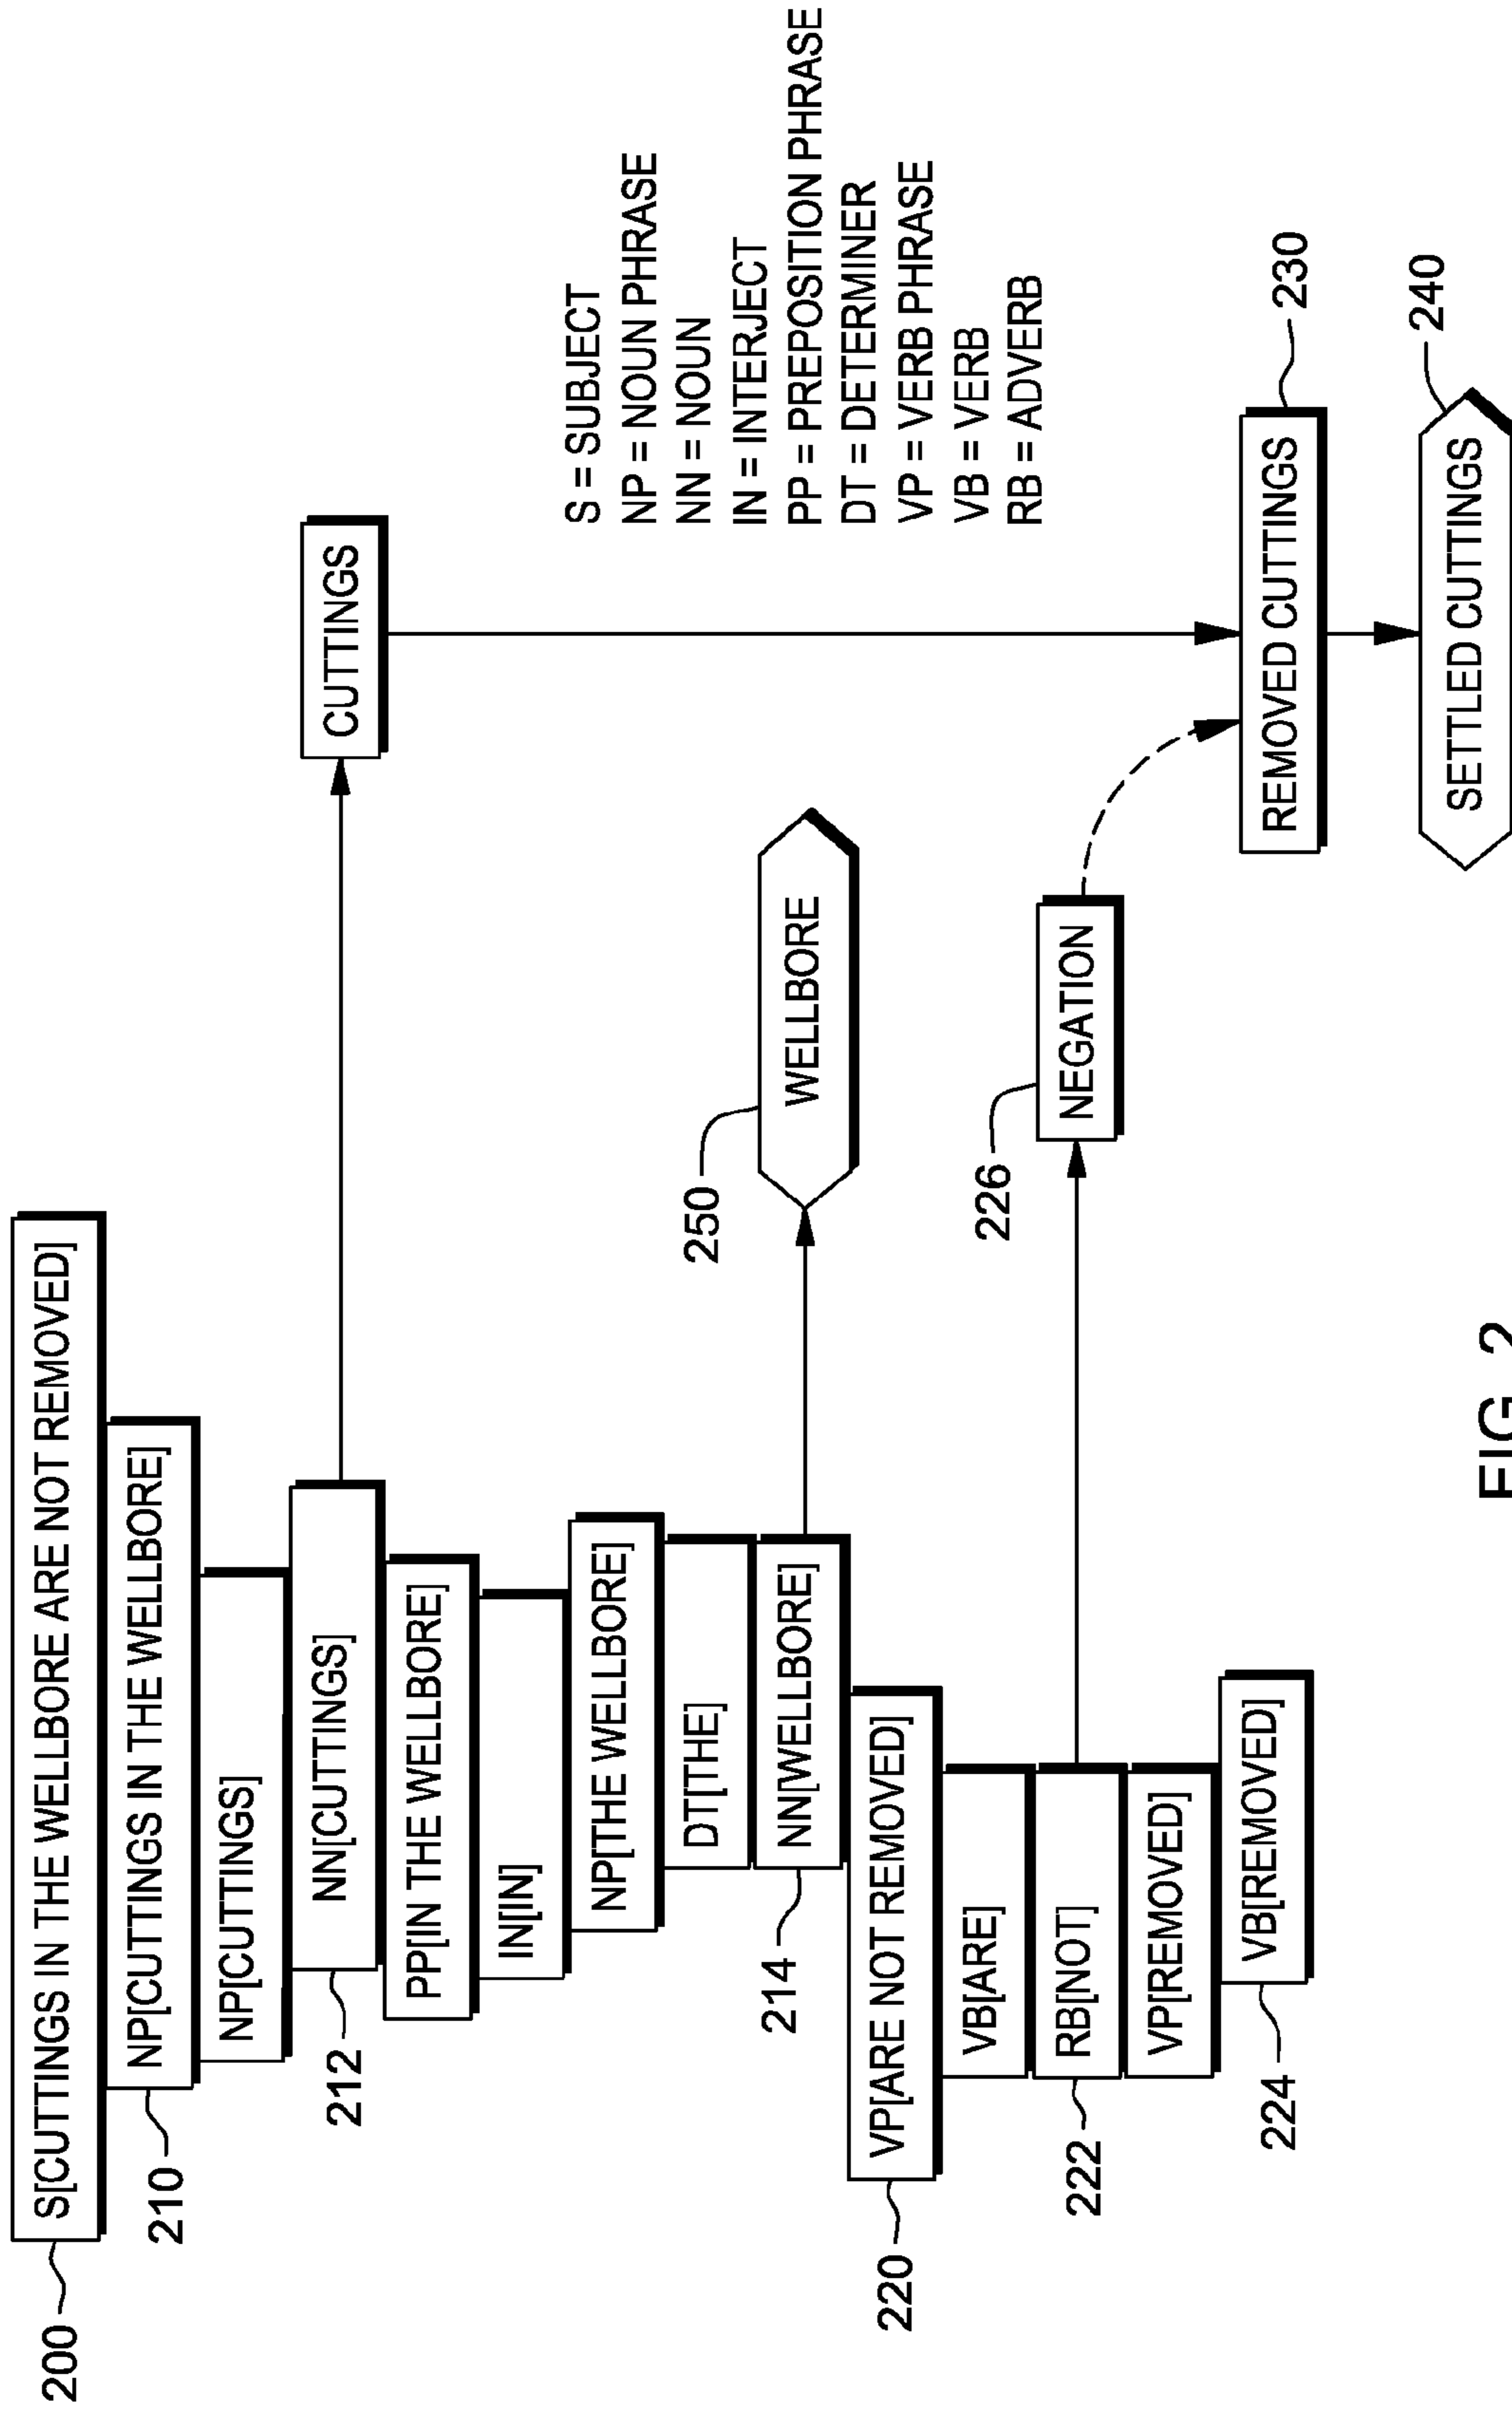 200
S[CUTTINGS IN THE WELLBORE ARE NOT REMOVED]
210
NP[CUTTINGS IN THE WELLBORE]
NP[CUTTINGS]
212
NN[CUTTINGS]
CUTTINGS
PP[IN THE WELLBORE]
IN[IN]
NP[THE WELLBORE]
DT[THE]
214
NN[WELLBORE]
250
WELLBORE
220
VP[ARE NOT REMOVED]
VB[ARE]
222
RB[NOT]
226
NEGATION
VP[REMOVED]
224
VB[REMOVED]
S = SUBJECT
NP = NOUN PHRASE
NN = NOUN
IN = INTERJECT
PP = PREPOSITION PHRASE
DT = DETERMINER
VP = VERB PHRASE
VB = VERB
RB = ADVERB
REMOVED CUTTINGS
230
SETTLED CUTTINGS
240
FIG. 2